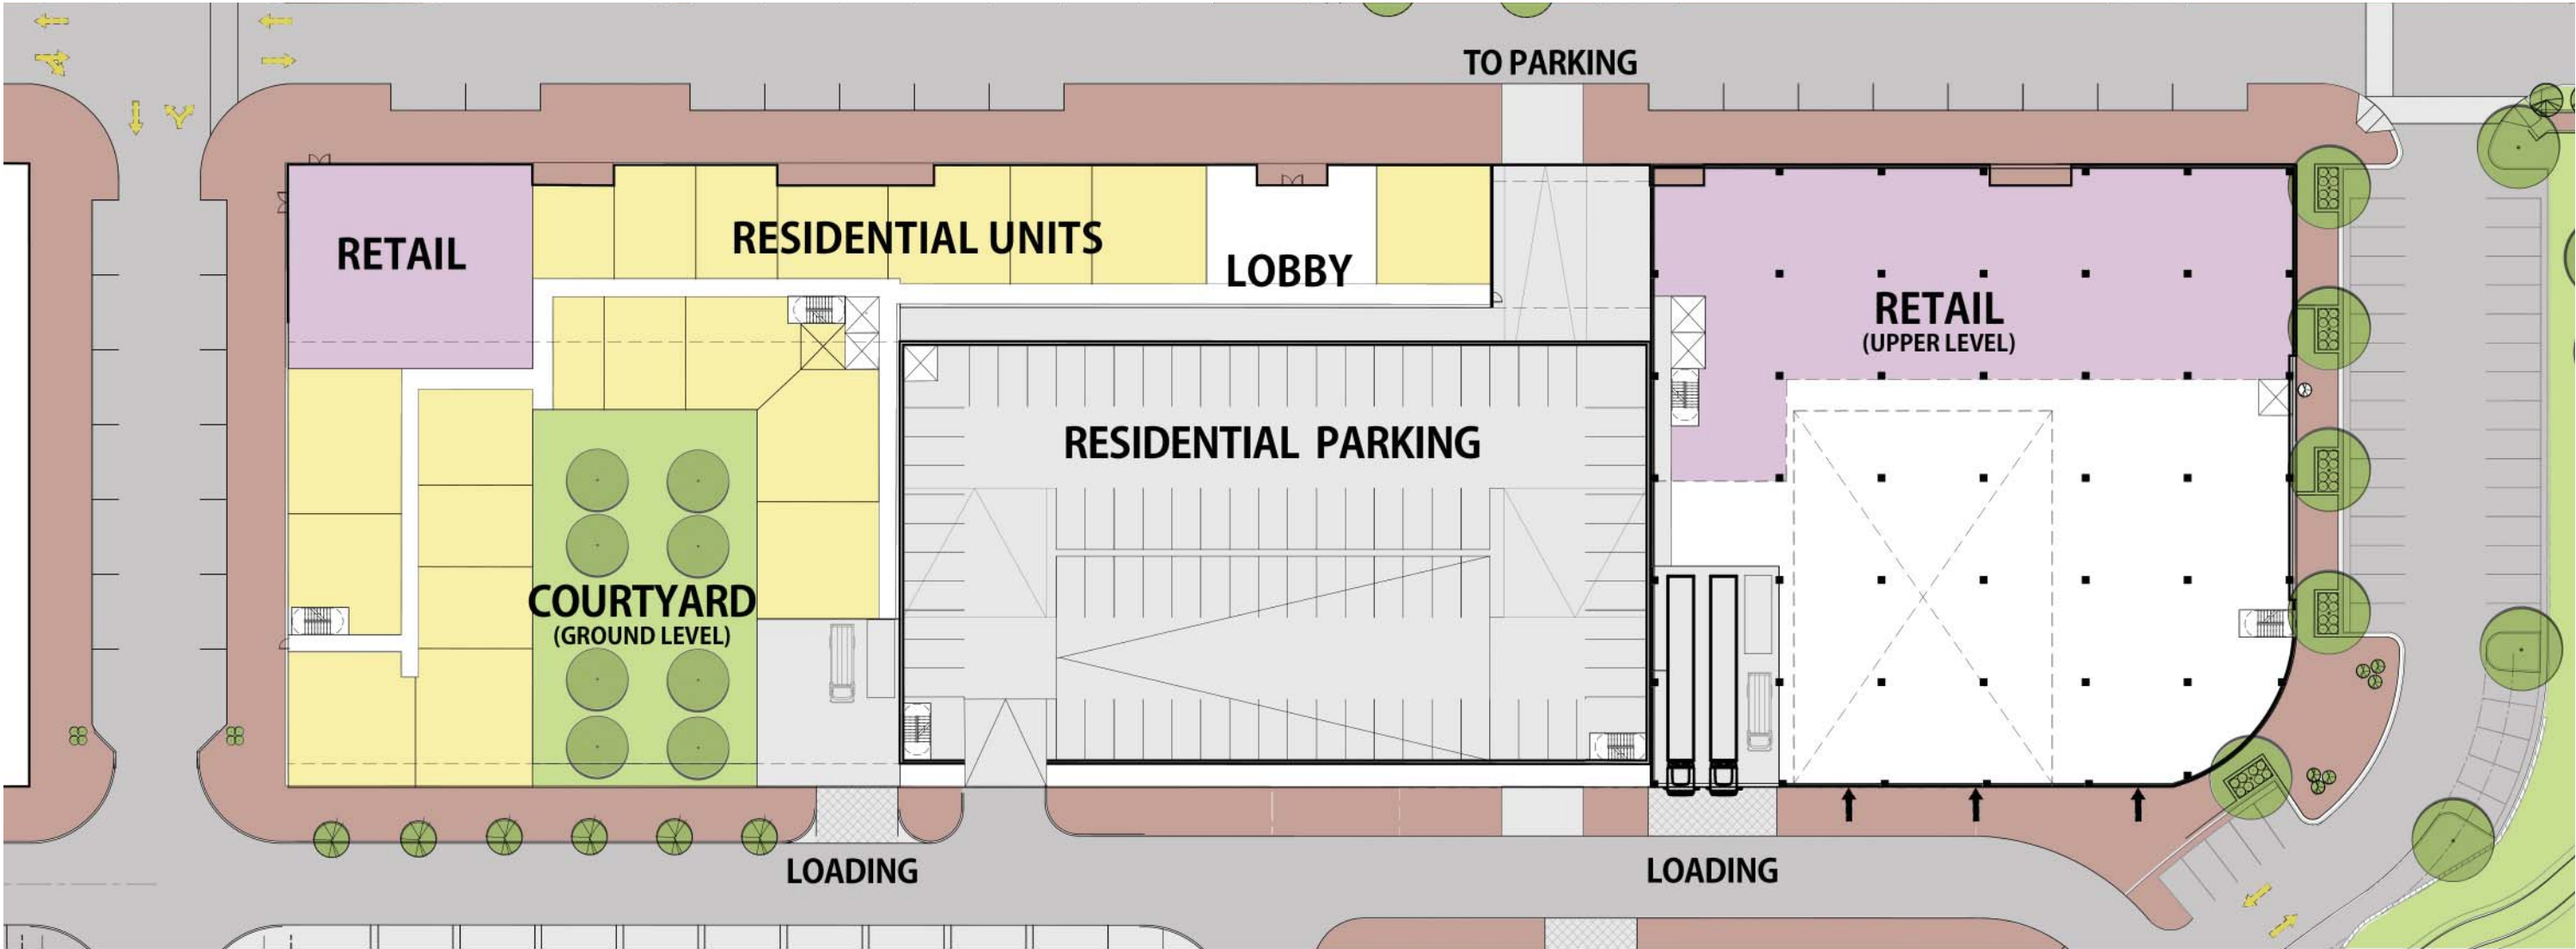 TO PARKING
RETAIL
RESIDENTIAL UNITS
LOBBY
RETAIL
(UPPER LEVEL)
RESIDENTIAL PARKING
COURTYARD
(GROUND LEVEL)
LOADING
LOADING